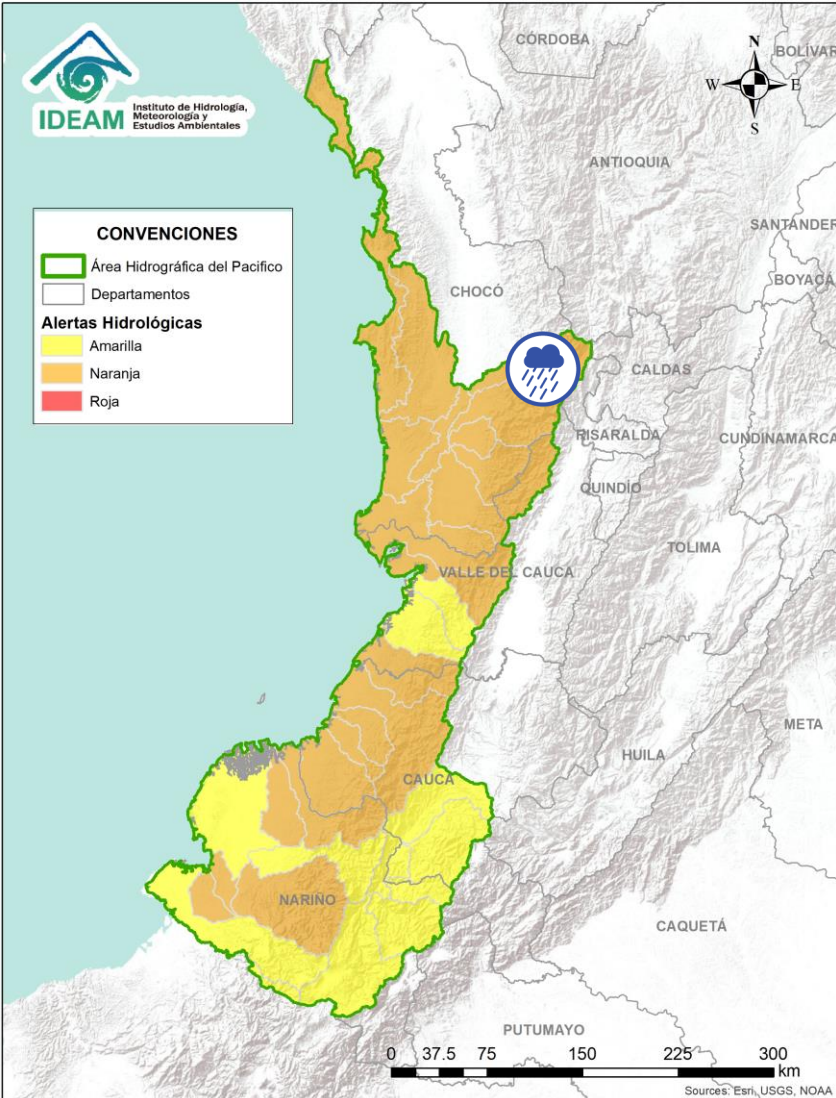 IDEAM
Instituto de Hidrología,
Meteorología y
Estudios Ambientales
CÓRDOBA
BOLÍVAR
N
W
E
S
ANTIOQUIA
SANTANDER
BOYACÁ
CONVENCIONES
Área Hidrográfica del Pacifico
Departamentos
Alertas Hidrológicas
Amarilla
Naranja
Roja
CHOCÓ
CALDAS
RISARALDA
CUNDINAMARCA
QUINDÍO
TOLIMA
VALLE DEL CAUCA
META
HUILA
CAUCA
NARIÑO
CAQUETÁ
PUTUMAYO
0 37.5 75 150 225 300
km
Sources: Esri, USGS, NOAA